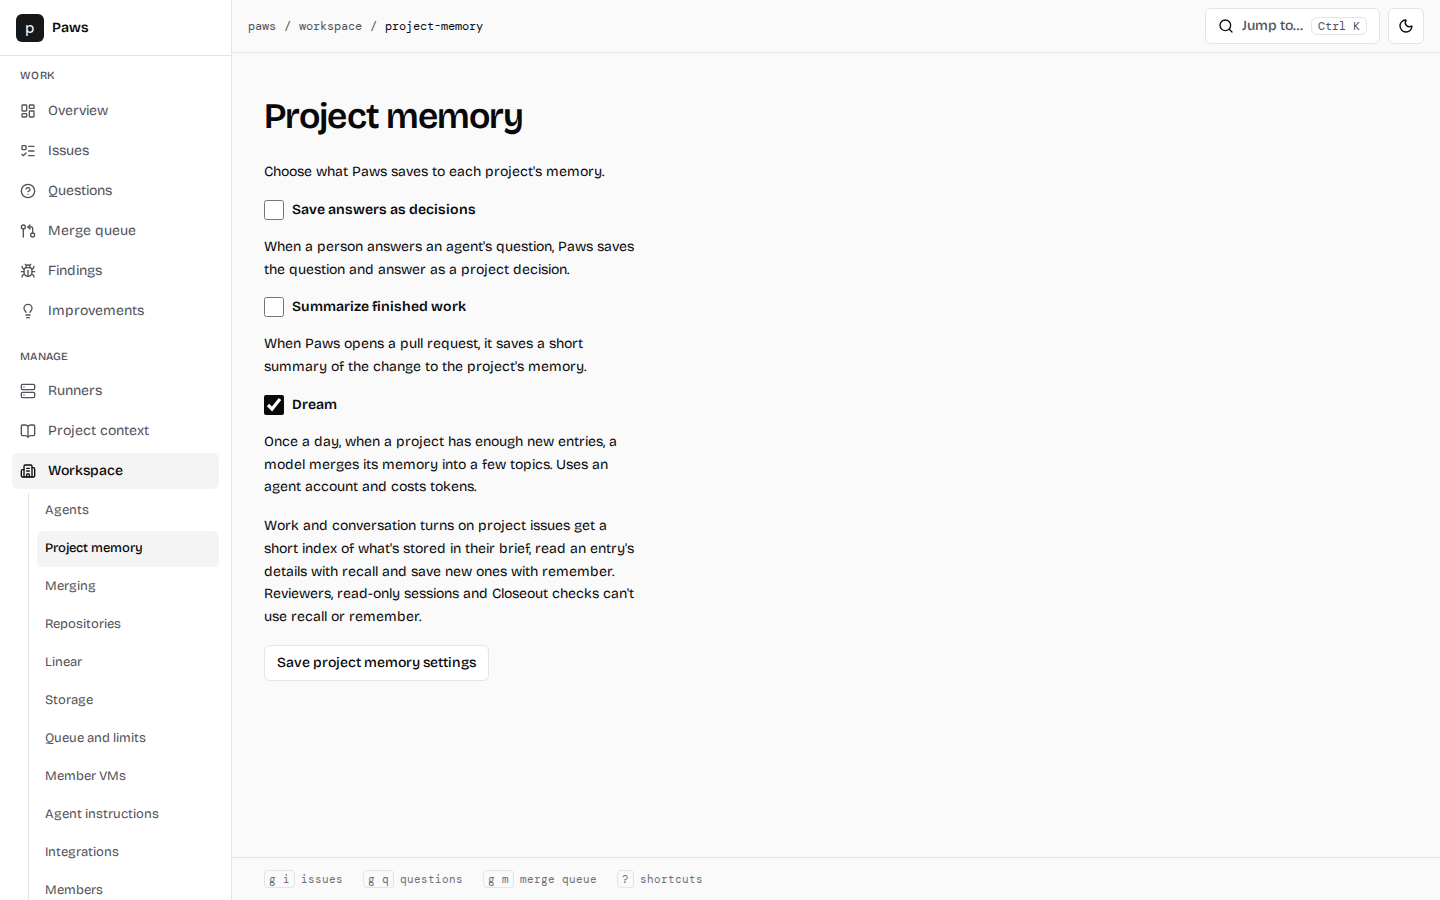 p Paws
WORK
Overview
Issues
Questions
Merge queue
Findings
Improvements
MANAGE
Runners
Project context
Workspace
Agents
Project memory
Merging
Repositories
Linear
Storage
Queue and limits
Member VMs
Agent instructions
Integrations
Members
paws / workspace / project-memory
Jump to... Ctrl K
Project memory
Choose what Paws saves to each project's memory.
Save answers as decisions
When a person answers an agent's question, Paws saves
the question and answer as a project decision.
Summarize finished work
When Paws opens a pull request, it saves a short
summary of the change to the project's memory.
Dream
Once a day, when a project has enough new entries, a
model merges its memory into a few topics. Uses an
agent account and costs tokens.
Work and conversation turns on project issues get a
short index of what's stored in their brief, read an entry's
details with recall and save new ones with remember.
Reviewers, read-only sessions and Closeout checks can't
use recall or remember.
Save project memory settings
g i issues g q questions g m merge queue ? shortcuts